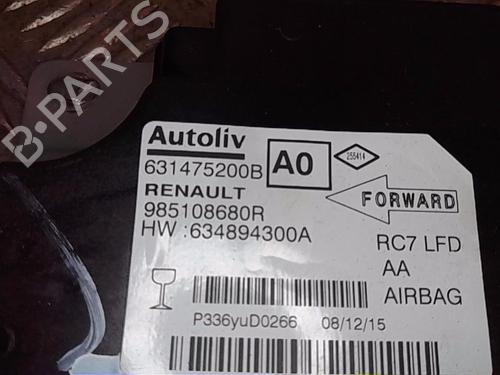 B-PARTS
Autoliv
A0
255414
631475200B
RENAULT
FORWARD
985108680R
HW :634894300A
RC7 LFD
AA
AIRBAG
P336yuD0266 08/12/15